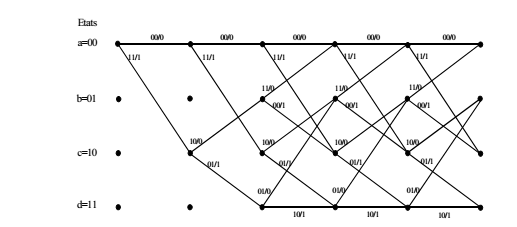 Etats
00/0 00/0 00/0 00/0 00/0
a=00
11/1 11/1 11/1 11/1 11/1
11/0 11/0 11/0
b=01
00/1 00/1 00/1
10/0 10/0 10/0 10/0
c=10
01/1 01/1 01/1 01/1
01/0 01/0 01/0
d=11
10/1 10/1 10/1